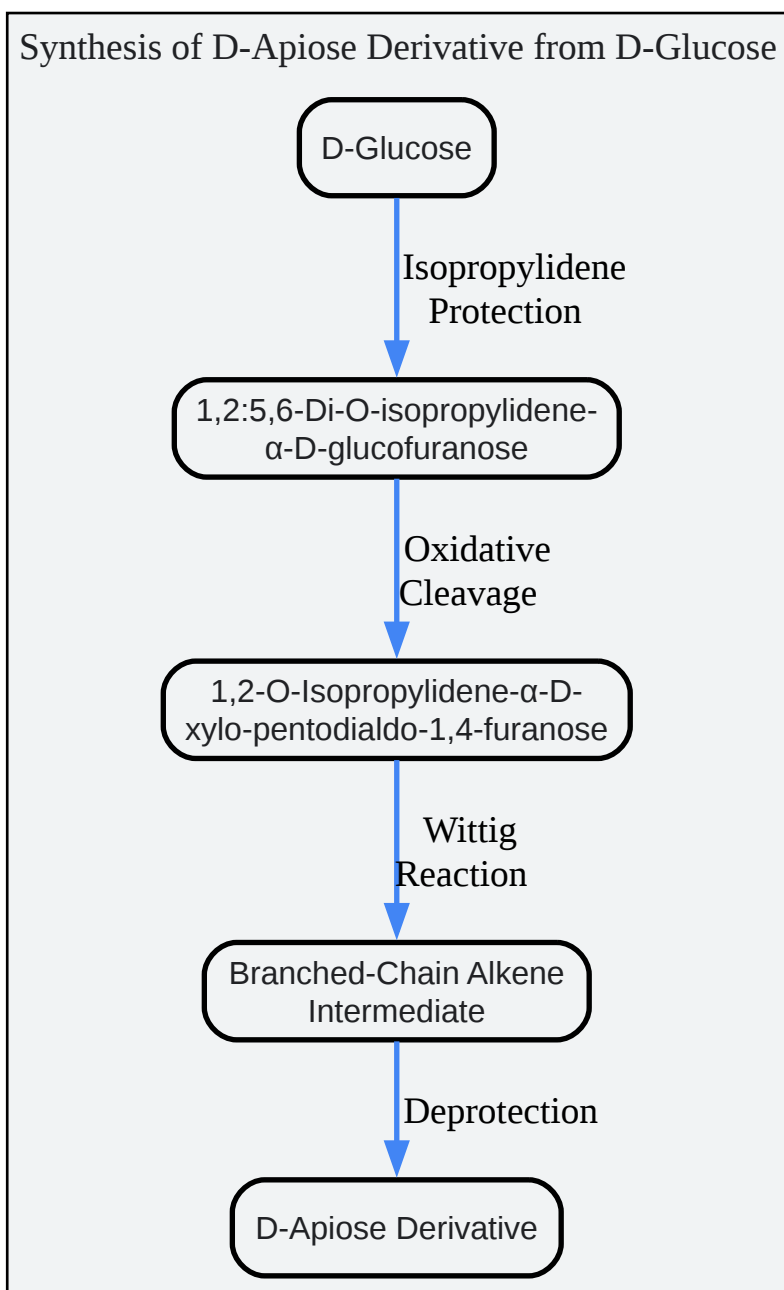 Synthesis of D-Apiose Derivative from D-Glucose
D-Glucose
Isopropylidene
Protection
1,2:5,6-Di-O-isopropylidene-
α-D-glucofuranose
Oxidative
Cleavage
1,2-O-Isopropylidene-α-D-
xylo-pentodialdo-1,4-furanose
Wittig
Reaction
Branched-Chain Alkene
Intermediate
Deprotection
D-Apiose Derivative